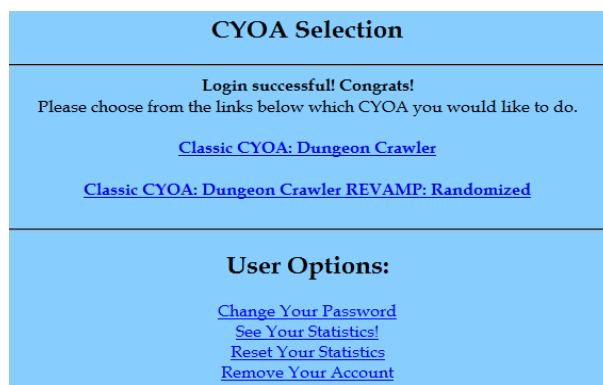 CYOA Selection
Login successful! Congrats!
Please choose from the links below which CYOA you would like to do.
Classic CYOA: Dungeon Crawler
Classic CYOA: Dungeon Crawler REVAMP: Randomized
User Options:
Change Your Password
See Your Statistics!
Reset Your Statistics
Remove Your Account